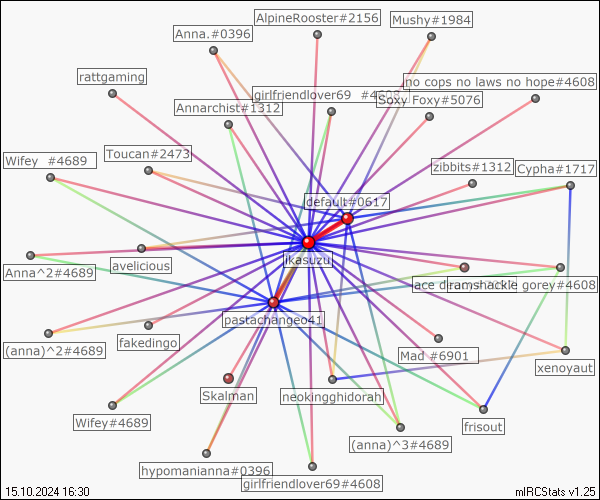 AlpineRooster#2156
Mushy#1984
Anna.#0396
rattgaming
no cops no laws no hope#4608
girlfriendlover69 #4608
Soxy Foxy#5076
Annarchist#1312
Wifey #4689
Toucan#2473
zibbits#1312
Cypha#1717
default#0617
ikasuzu
Anna^2#4689
avelicious
ace di
ramshackle gorey#4608
pastachangeo41
(anna)^2#4689
fakedingo
Mad #6901
xenoyaut
Skalman
neokingghidorah
Wifey#4689
frisout
(anna)^3#4689
hypomanianna#0396
girlfriendlover69#4608
15.10.2024 16:30
mIRCStats v1.25